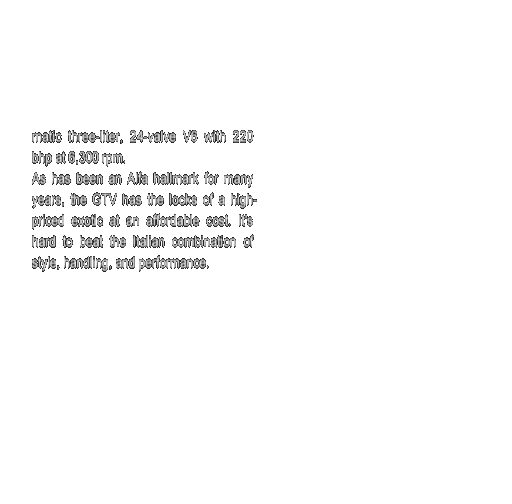 matic three-liter, 24-valve V6 with 220
bhp at 6,300 rpm.
As has been an Alfa hallmark for many
years, the GTV has the looks of a high-
priced exotic at an affordable cost. It's
hard to beat the Italian combination of
style, handling, and performance.